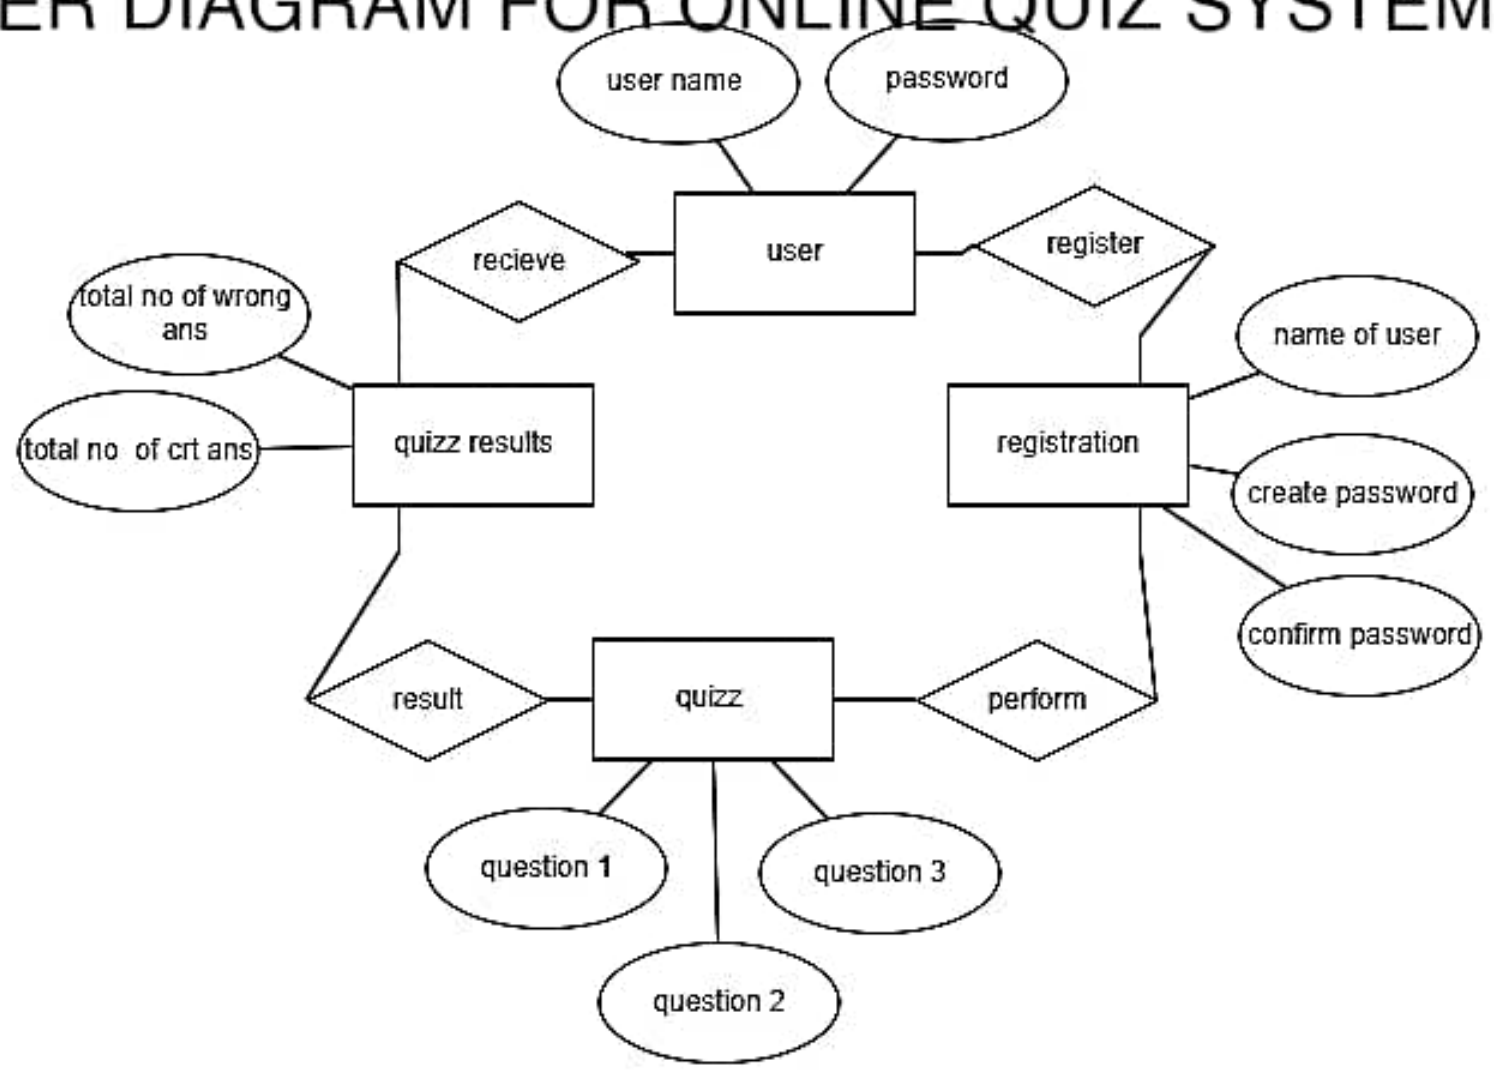 ER DIAGRAM FOR ONLINE QUIZ SYSTEM
user name
password
user
recieve
register
total no of wrong
ans
name of user
total no  of crt ans
quizz results
registration
create password
confirm password
result
quizz
perform
question 1
question 3
question 2